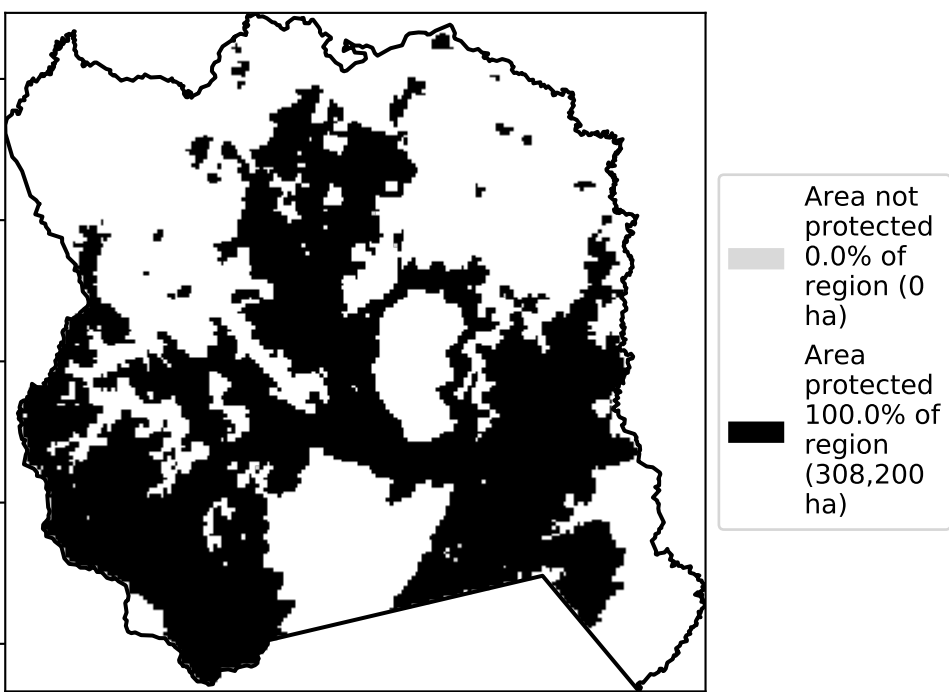 Area not
protected
0.0% of
region (0
ha)
Area
protected
100.0% of
region
(308,200
ha)